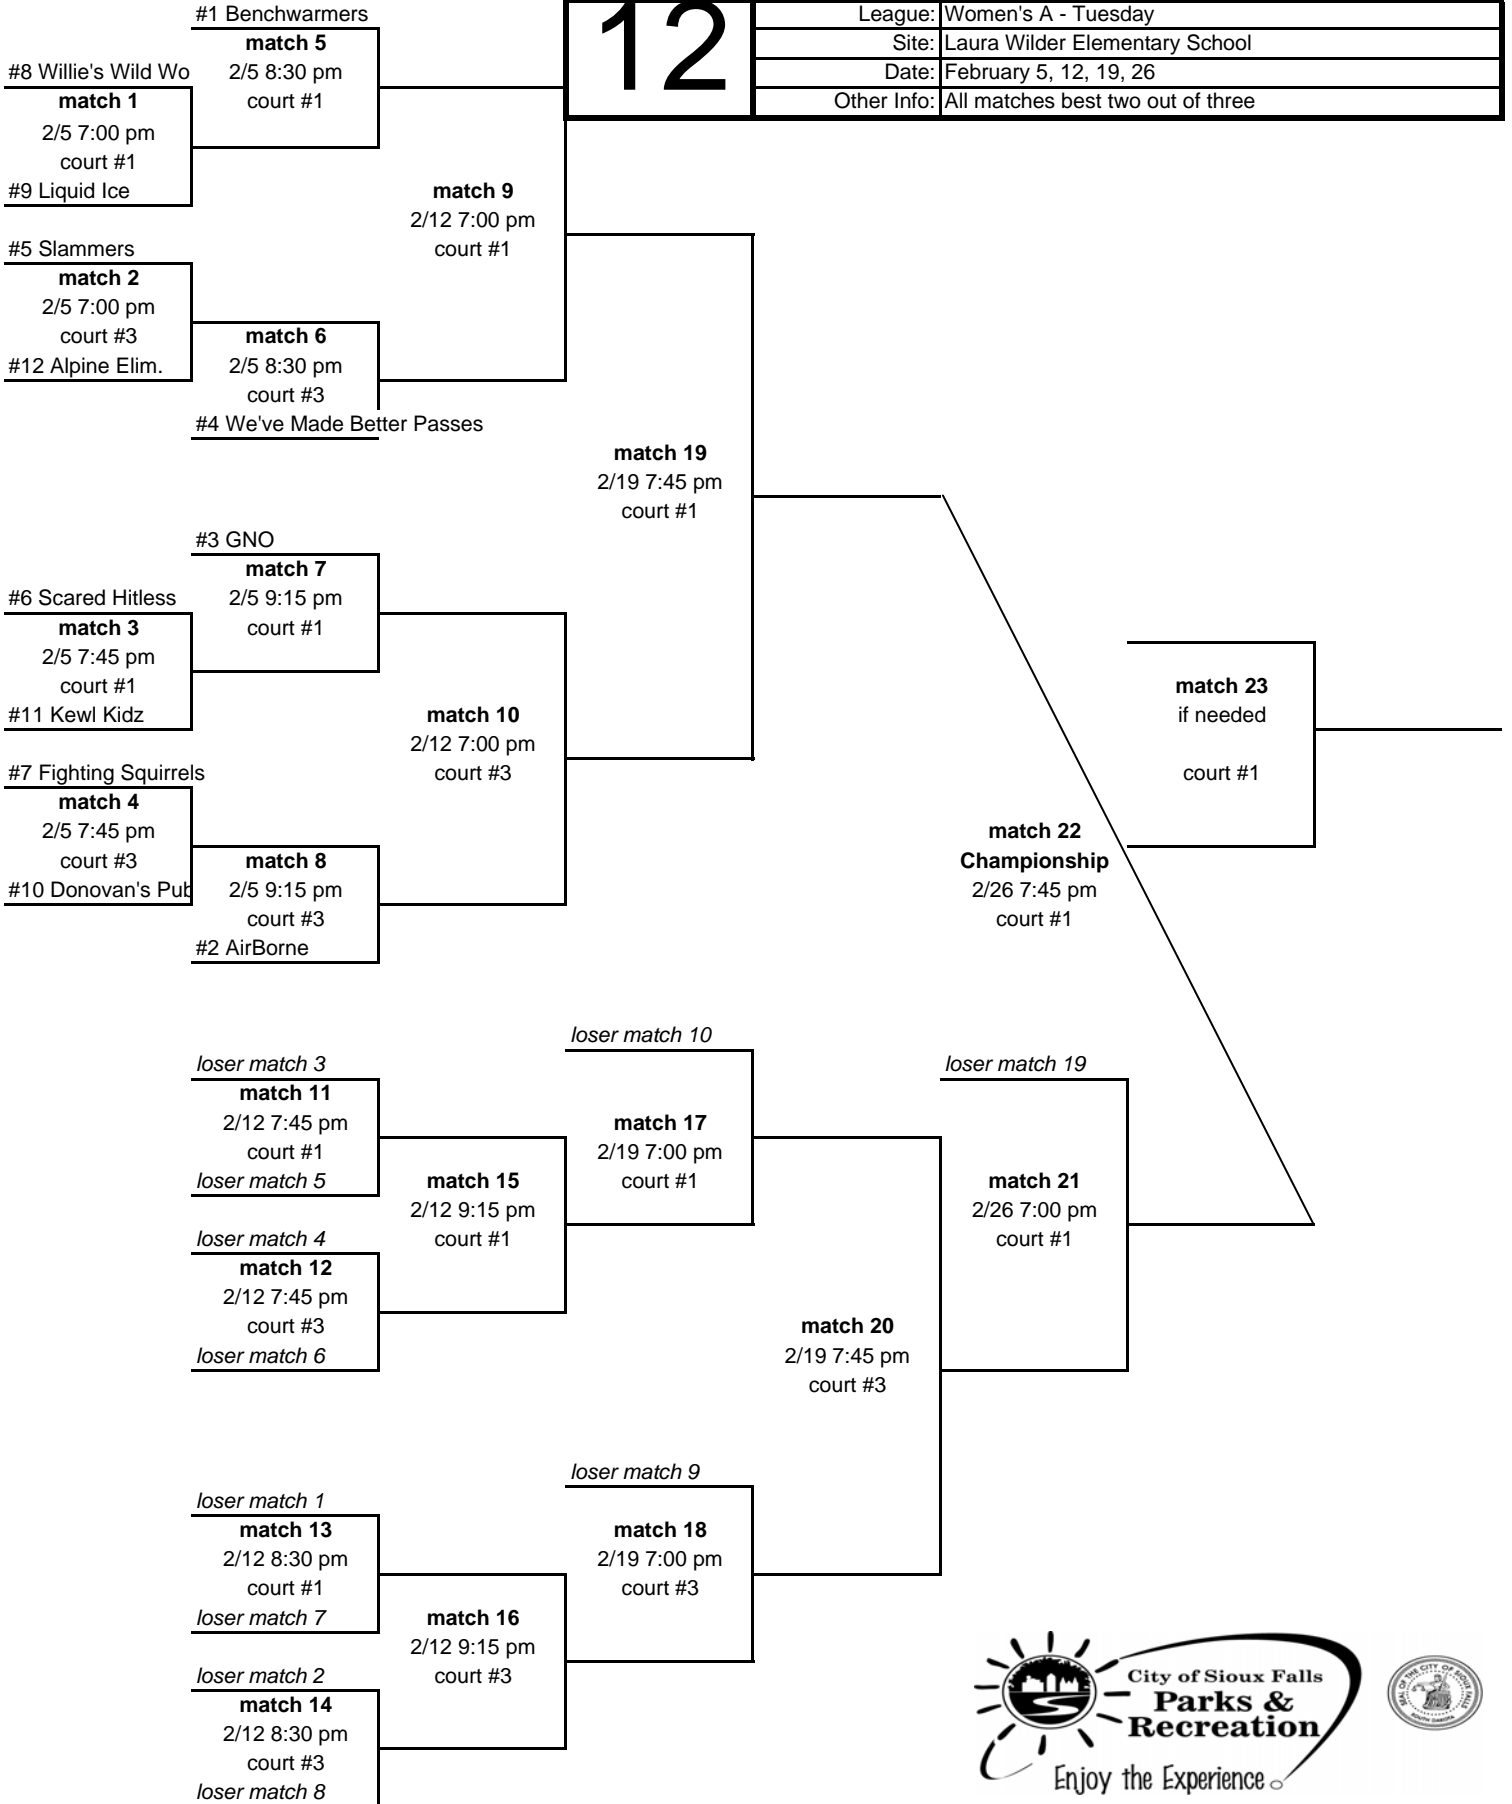 12
League: Women's A - Tuesday
Site: Laura Wilder Elementary School
Date: February 5, 12, 19, 26
Other Info: All matches best two out of three
#1 Benchwarmers
match 5
2/5 8:30 pm
court #1
#8 Willie's Wild Wo
match 1
2/5 7:00 pm
court #1
#9 Liquid Ice
match 9
2/12 7:00 pm
court #1
#5 Slammers
match 2
2/5 7:00 pm
court #3
#12 Alpine Elim.
match 6
2/5 8:30 pm
court #3
#4 We've Made Better Passes
match 19
2/19 7:45 pm
court #1
#3 GNO
match 7
2/5 9:15 pm
court #1
#6 Scared Hitless
match 3
2/5 7:45 pm
court #1
#11 Kewl Kidz
match 10
2/12 7:00 pm
court #3
#7 Fighting Squirrels
match 4
2/5 7:45 pm
court #3
#10 Donovan's Pub
match 8
2/5 9:15 pm
court #3
#2 AirBorne
match 23
if needed
court #1
match 22
Championship
2/26 7:45 pm
court #1
loser match 3
match 11
2/12 7:45 pm
court #1
loser match 5
loser match 4
match 12
2/12 7:45 pm
court #3
loser match 6
match 15
2/12 9:15 pm
court #1
loser match 10
match 17
2/19 7:00 pm
court #1
loser match 19
match 21
2/26 7:00 pm
court #1
match 20
2/19 7:45 pm
court #3
loser match 9
match 18
2/19 7:00 pm
court #3
loser match 1
match 13
2/12 8:30 pm
court #1
loser match 7
match 16
2/12 9:15 pm
court #3
loser match 2
match 14
2/12 8:30 pm
court #3
loser match 8
City of Sioux Falls
Parks &
Recreation
Enjoy the Experience
SEAL OF THE CITY OF SIOUX FALLS
SOUTH DAKOTA